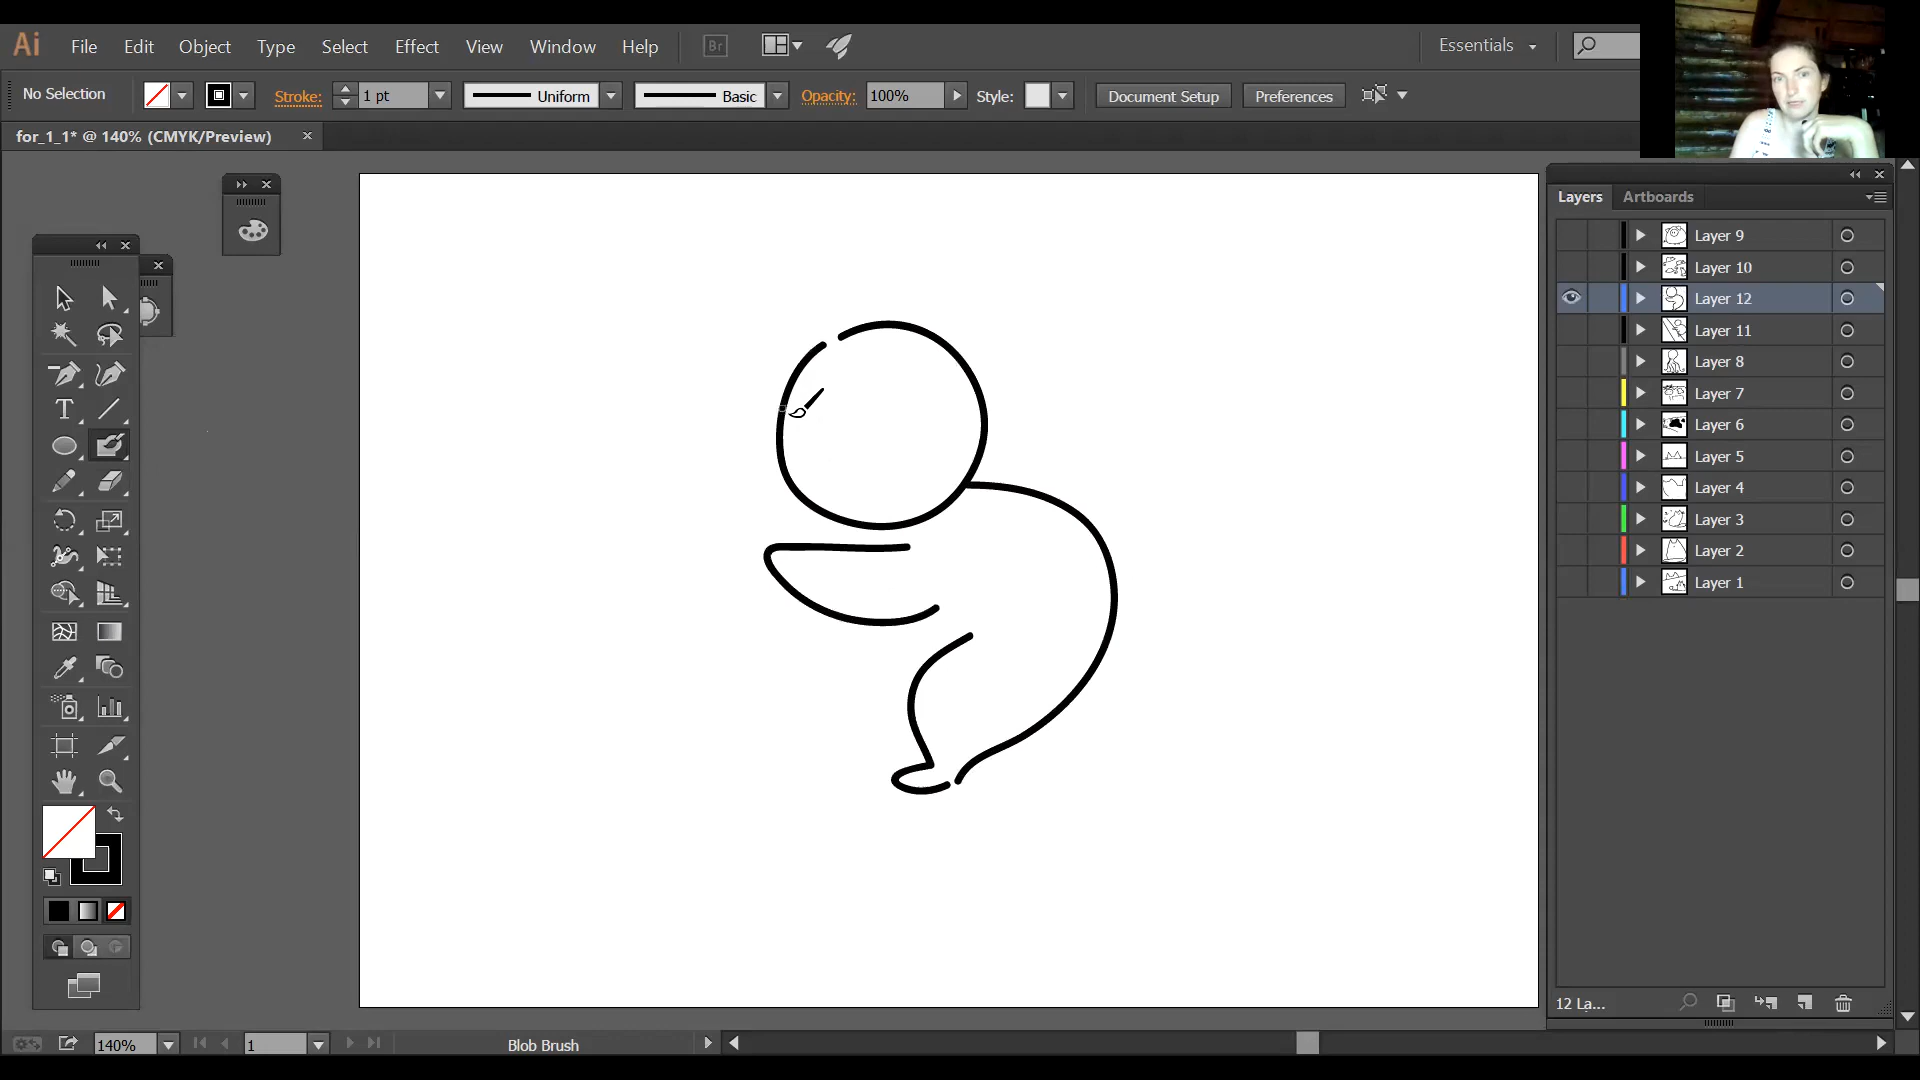 Ai File Edit Object Type Select Effect View Window Help Br Essentials
No Selection Stroke: 1 pt Uniform Basic Opacity: 100% Style: Document Setup Preferences
for_1_1* @ 140% (CMYK/Preview)
Layers Artboards
Layer 9
Layer 10
Layer 12
Layer 11
Layer 8
Layer 7
Layer 6
Layer 5
Layer 4
Layer 3
Layer 2
Layer 1
12 La...
140% 1 Blob Brush